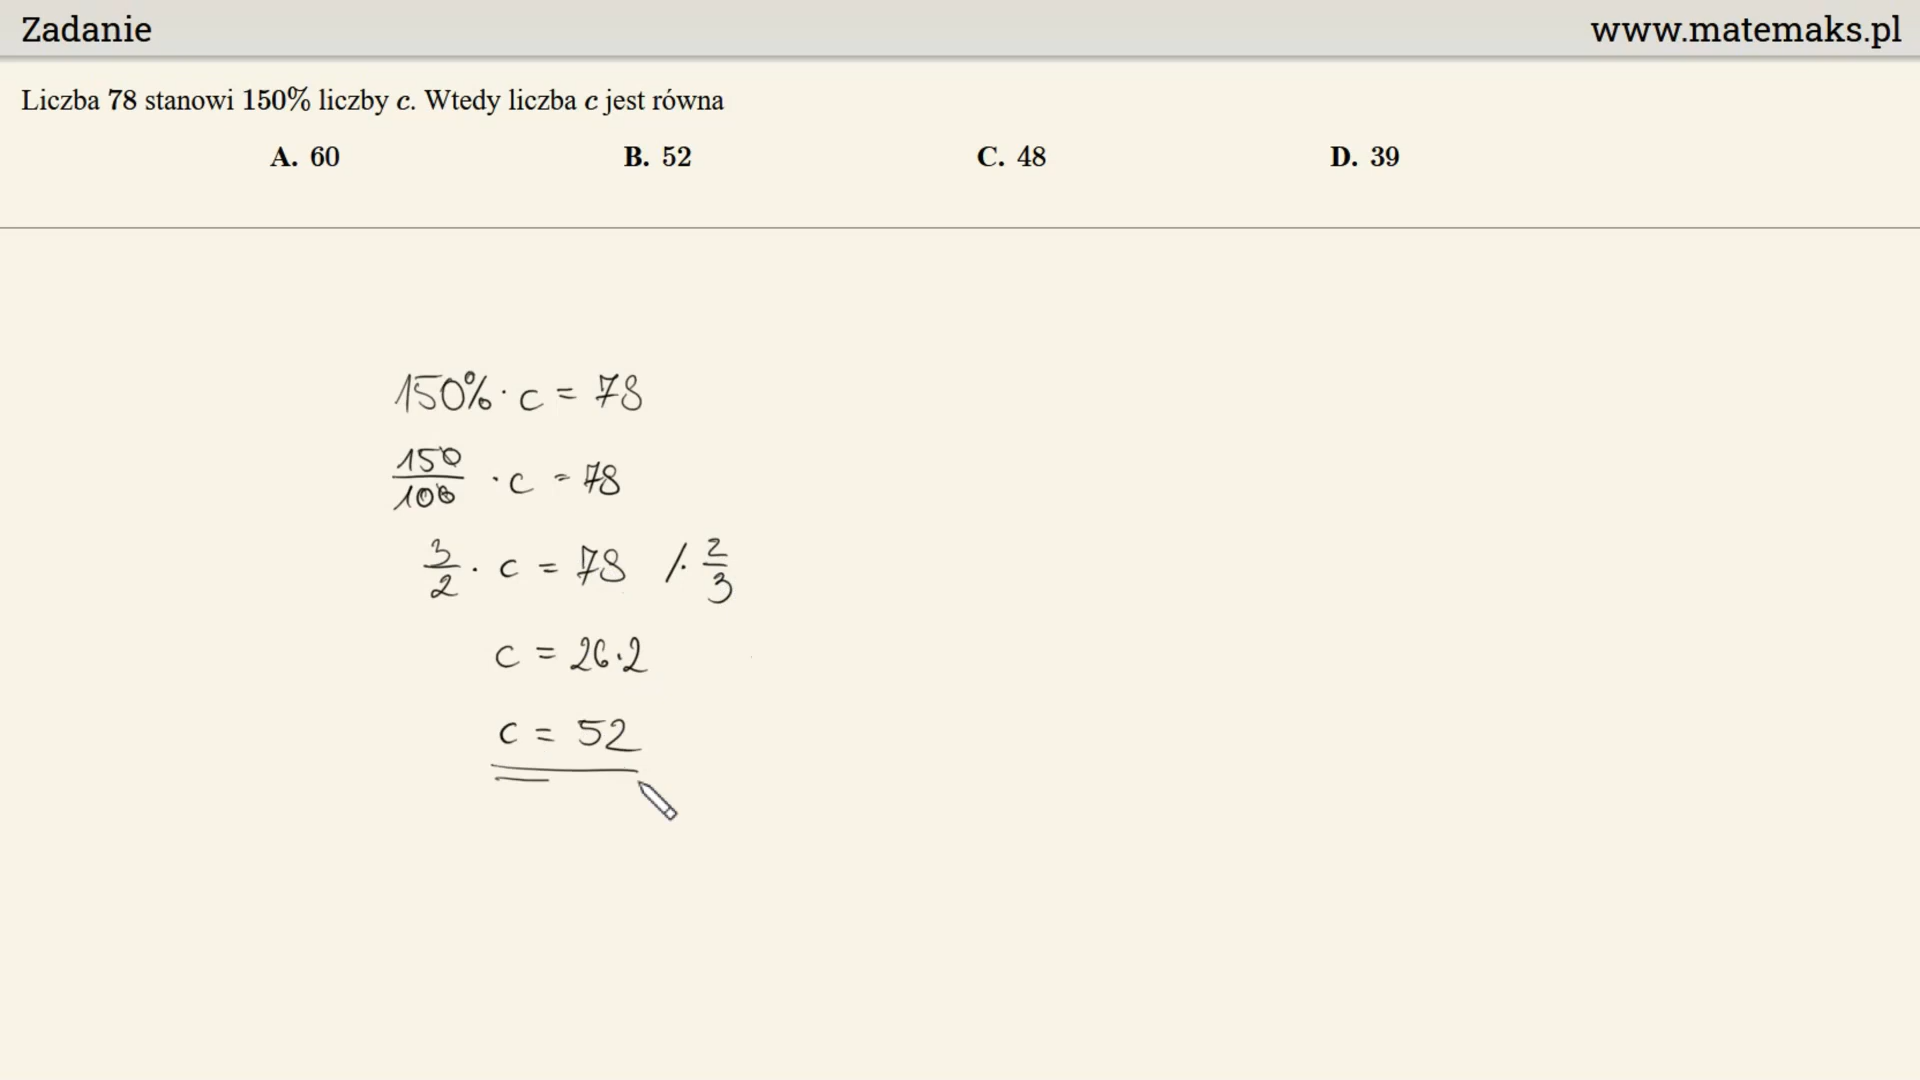 Zadanie www.matemaks.pl
Liczba 78 stanowi 150% liczby c. Wtedy liczba c jest równa
A. 60 B. 52 C. 48 D. 39
150% · c = 78
150/100 · c = 78
3/2 · c = 78 / · 2/3
c = 26 · 2
c = 52